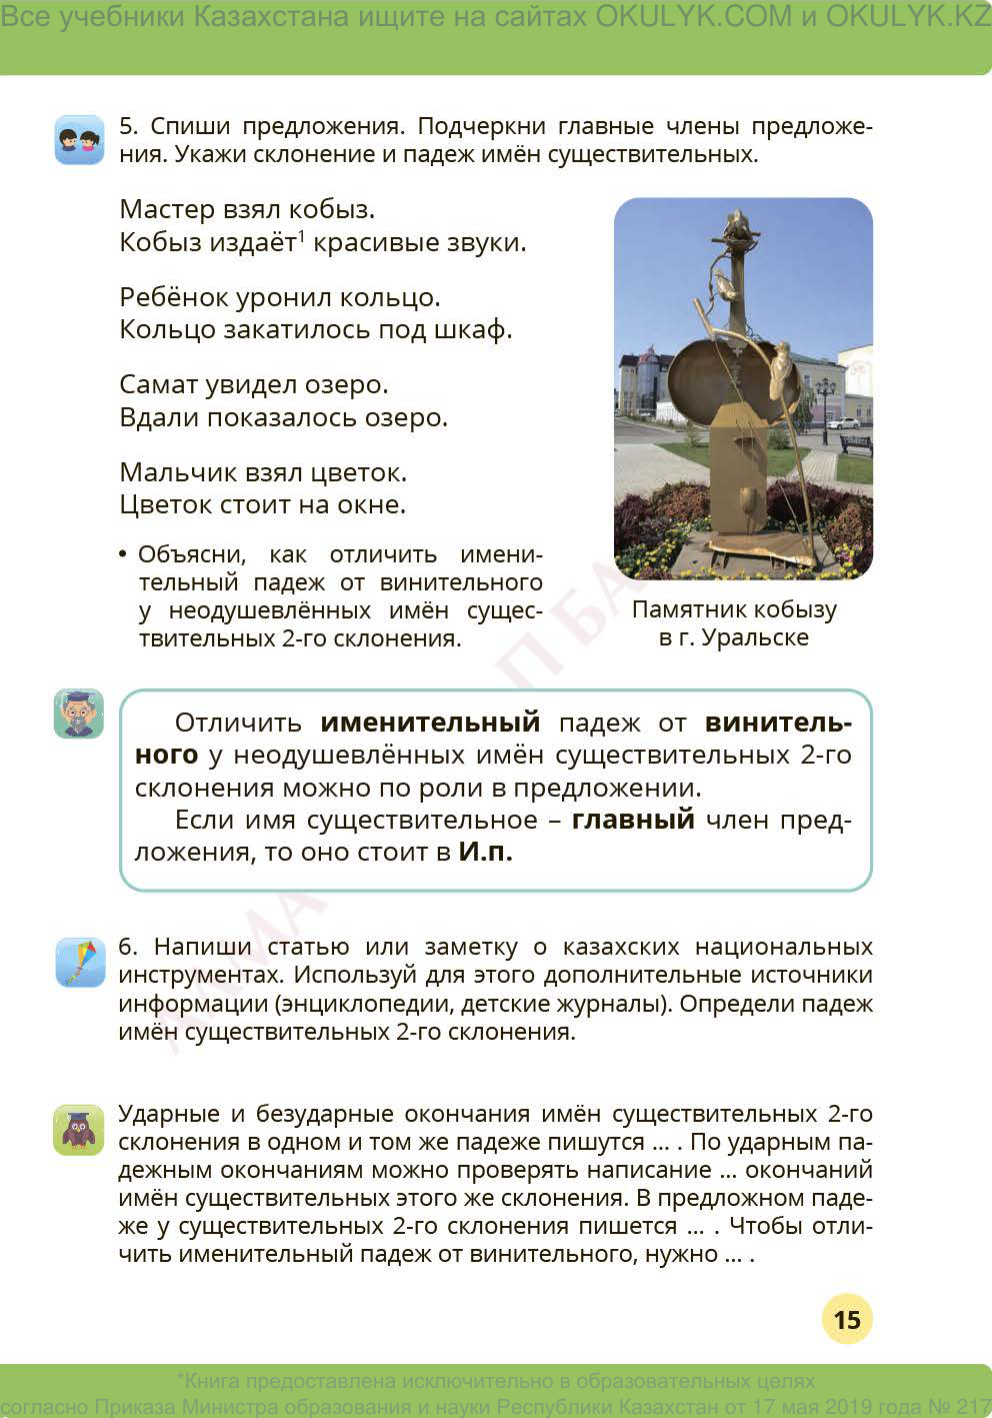 Все учебники Казахстана ищите на сайтах OKULYK.COM и OKULYK.KZ
5. Спиши предложения. Подчеркни главные члены предложе-
ния. Укажи склонение и падеж имён существительных.
Мастер взял кобыз.
Кобыз издаёт¹ красивые звуки.
Ребёнок уронил кольцо.
Кольцо закатилось под шкаф.
Самат увидел озеро.
Вдали показалось озеро.
Мальчик взял цветок.
Цветок стоит на окне.
• Объясни, как отличить имени-
тельный падеж от винительного
у неодушевлённых имён сущес-
твительных 2-го склонения.
Памятник кобызу
в г. Уральске
Отличить именительный падеж от винитель-
ного у неодушевлённых имён существительных 2-го
склонения можно по роли в предложении.
Если имя существительное – главный член пред-
ложения, то оно стоит в И.п.
6. Напиши статью или заметку о казахских национальных
инструментах. Используй для этого дополнительные источники
информации (энциклопедии, детские журналы). Определи падеж
имён существительных 2-го склонения.
Ударные и безударные окончания имён существительных 2-го
склонения в одном и том же падеже пишутся ... . По ударным па-
дежным окончаниям можно проверять написание ... окончаний
имён существительных этого же склонения. В предложном паде-
же у существительных 2-го склонения пишется ... . Чтобы отли-
чить именительный падеж от винительного, нужно ... .
15
*Книга предоставлена исключительно в образовательных целях
согласно Приказа Министра образования и науки Республики Казахстан от 17 мая 2019 года № 217